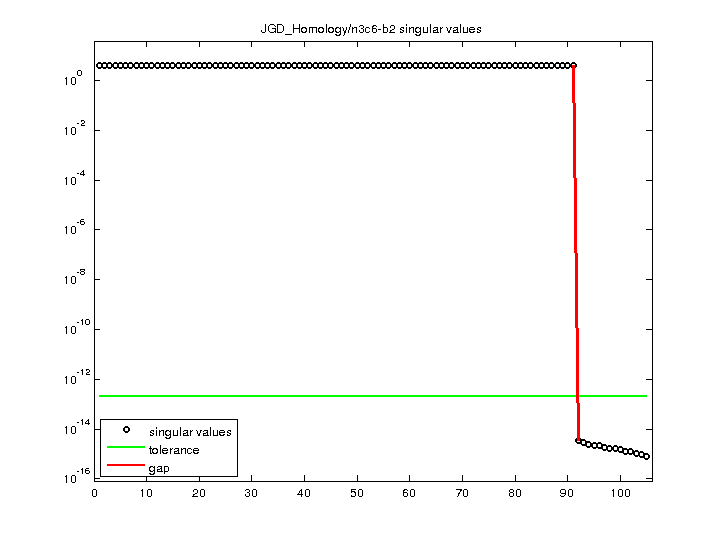 JGD_Homology/n3c6-b2 singular values
10^0
10^-2
10^-4
10^-6
10^-8
10^-10
10^-12
10^-14
10^-16
singular values
tolerance
gap
0 10 20 30 40 50 60 70 80 90 100